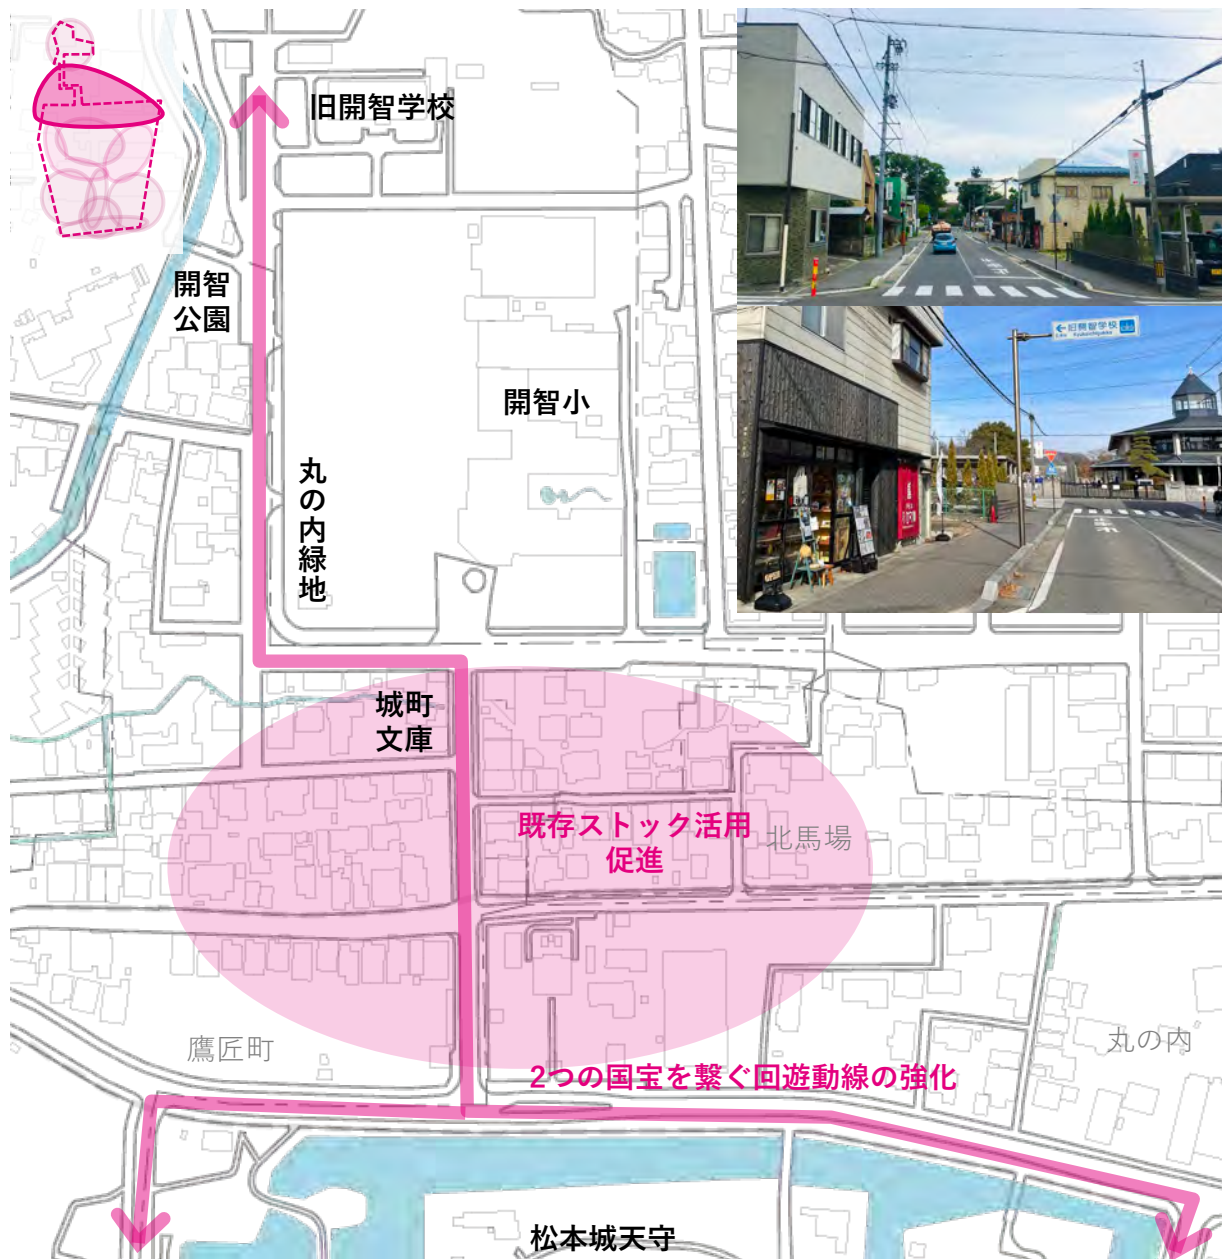 旧開智学校
←旧開智学校
開智
公園
開智小
丸の内緑地
城町
文庫
既存ストック活用
促進
北馬場
鷹匠町
丸の内
2つの国宝を繋ぐ回遊動線の強化
松本城天守